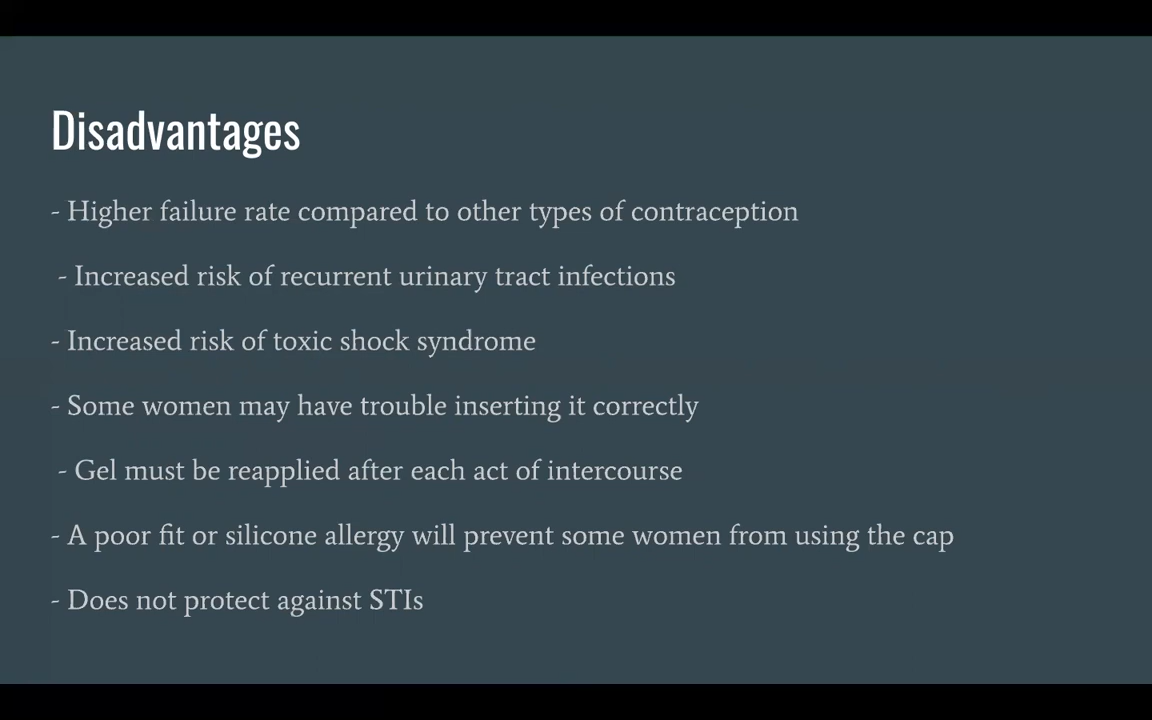 Disadvantages
- Higher failure rate compared to other types of contraception
- Increased risk of recurrent urinary tract infections
- Increased risk of toxic shock syndrome
- Some women may have trouble inserting it correctly
- Gel must be reapplied after each act of intercourse
- A poor fit or silicone allergy will prevent some women from using the cap
- Does not protect against STIs